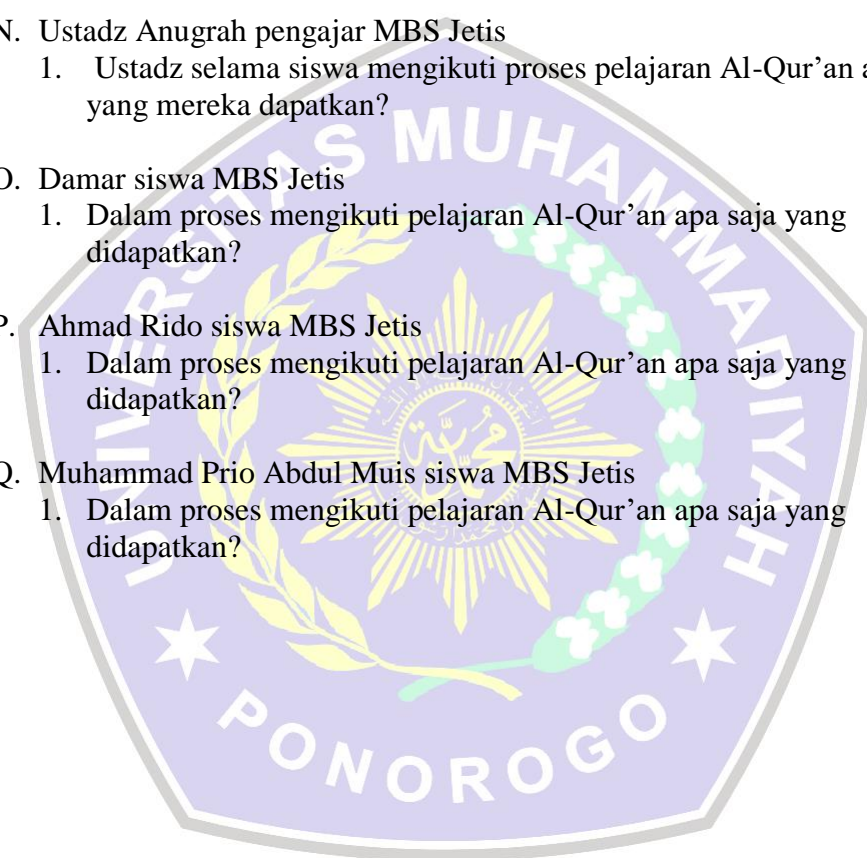 N. Ustadz Anugrah pengajar MBS Jetis
1. Ustadz selama siswa mengikuti proses pelajaran Al-Qur'an a
yang mereka dapatkan?
O. Damar siswa MBS Jetis
1. Dalam proses mengikuti pelajaran Al-Qur'an apa saja yang
didapatkan?
P. Ahmad Rido siswa MBS Jetis
1. Dalam proses mengikuti pelajaran Al-Qur'an apa saja yang
didapatkan?
Q. Muhammad Prio Abdul Muis siswa MBS Jetis
1. Dalam proses mengikuti pelajaran Al-Qur'an apa saja yang
didapatkan?
UNIVERSITAS MUHAMMADIYAH
PONOROGO
محمدية